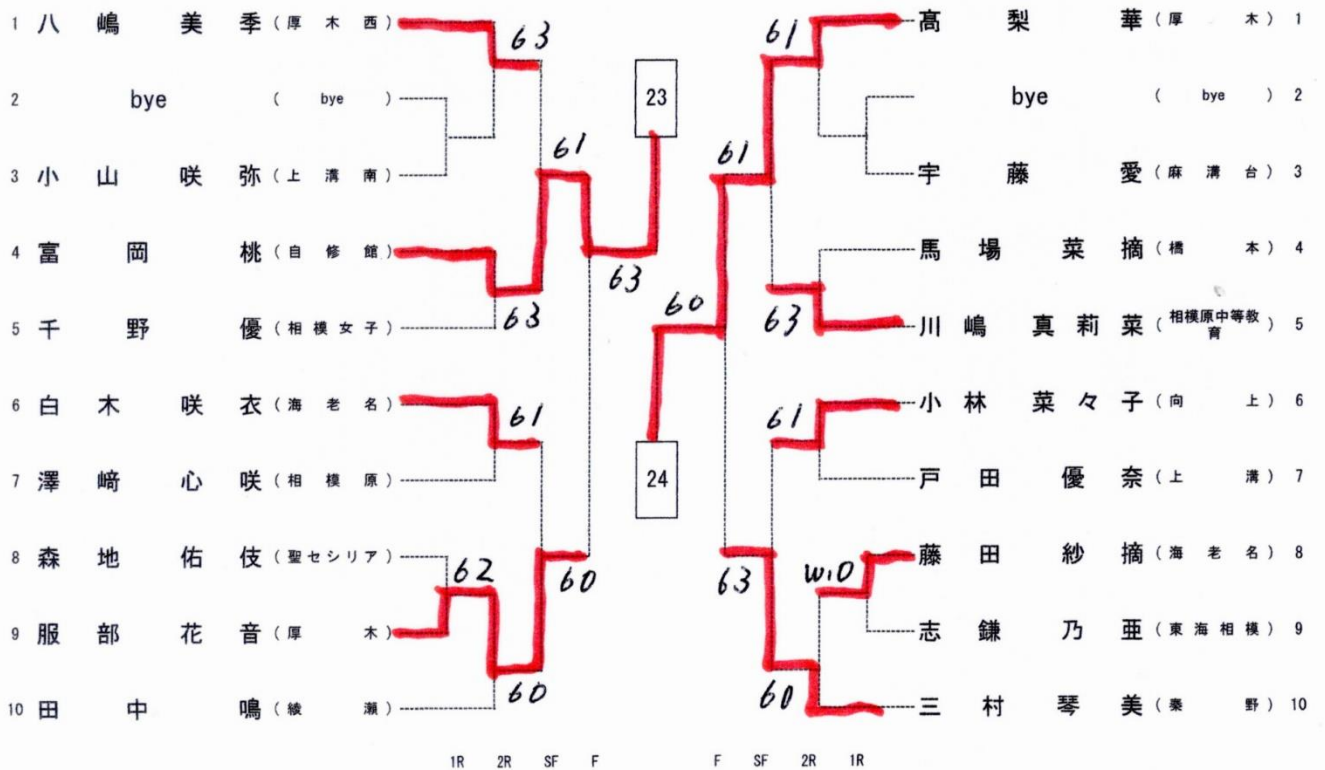 1 八嶋美季 (厚木西)
63
2 bye (bye)
3 小山咲弥 (上溝南)
61
4 富岡桃 (自修館)
63
5 千野優 (相模女子)
63
6 白木咲衣 (海老名)
61
7 澤﨑心咲 (相模原)
8 森地佑伎 (聖セシリア)
62
60
9 服部花音 (厚木)
60
10 田中鳴 (綾瀬)
1R 2R SF F
23
24
61
髙梨華 (厚木) 1
bye (bye) 2
61
宇藤愛 (麻溝台) 3
馬場菜摘 (橋本) 4
60
63
川嶋真莉菜 (相模原中等教育) 5
小林菜々子 (向上) 6
61
戸田優奈 (上溝) 7
藤田紗摘 (海老名) 8
63
W.O
志鎌乃亜 (東海相模) 9
60
三村琴美 (秦野) 10
F SF 2R 1R